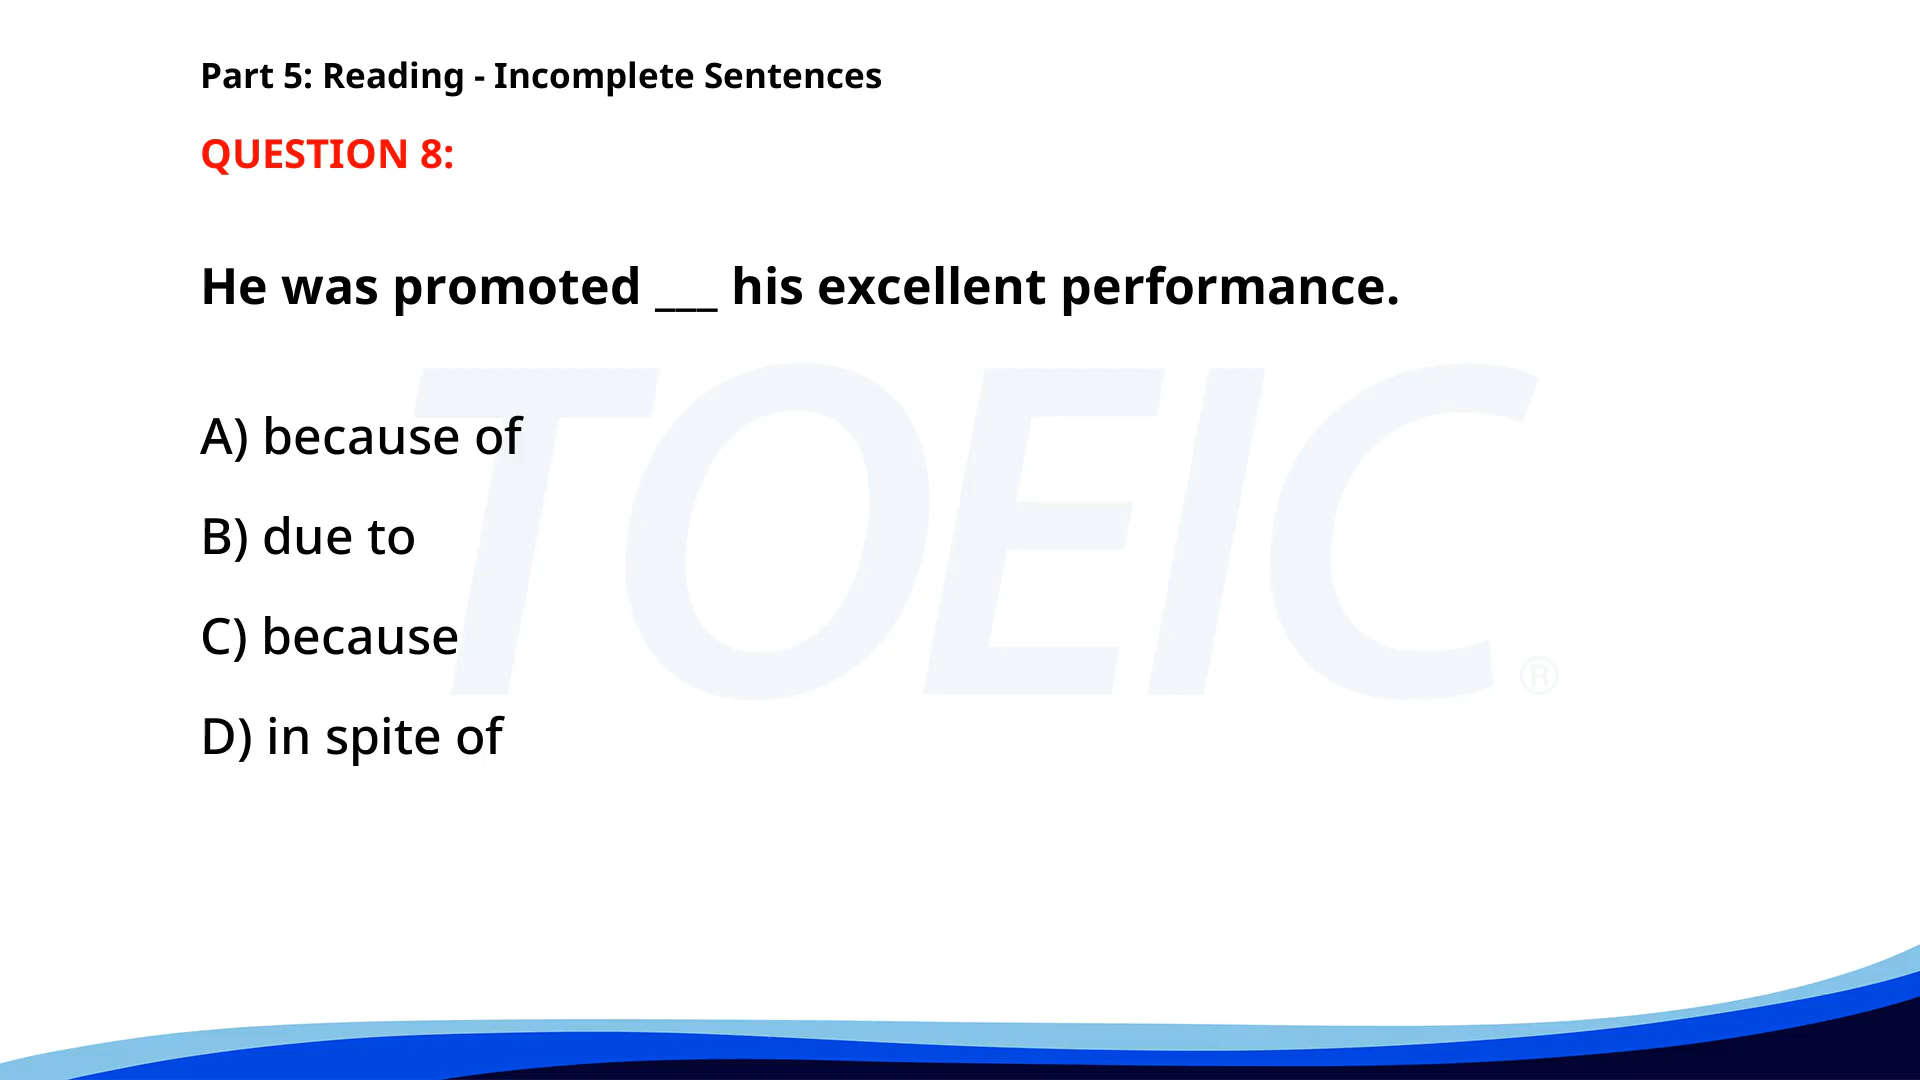 Part 5: Reading - Incomplete Sentences
QUESTION 8:
He was promoted ___ his excellent performance.
A) because of
B) due to
C) because
D) in spite of
TOEIC®